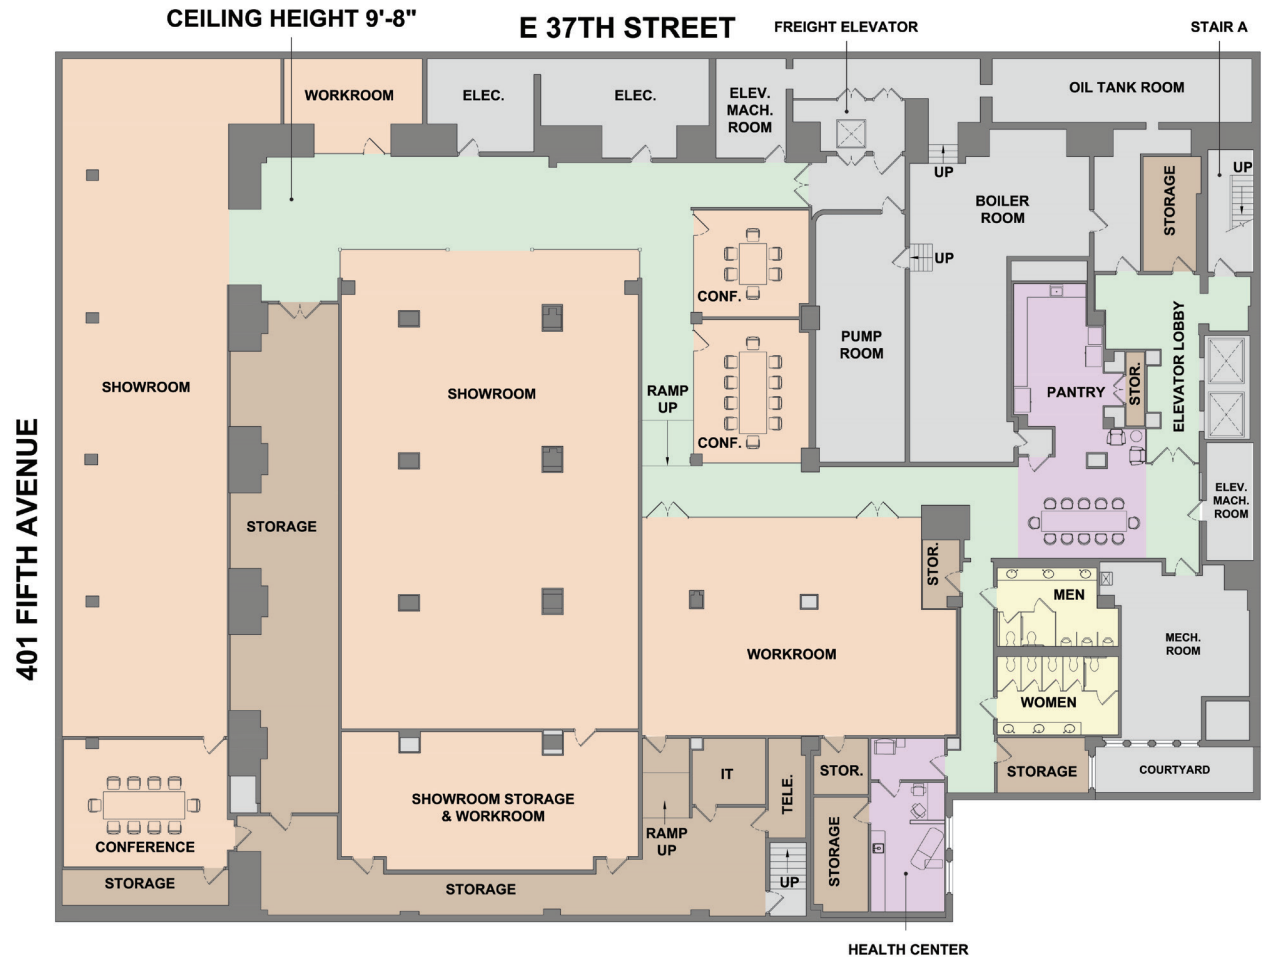 CEILING HEIGHT 9'-8"
E 37TH STREET
FREIGHT ELEVATOR
STAIR A
WORKROOM
ELEC.
ELEC.
ELEV.
MACH.
ROOM
OIL TANK ROOM
UP
UP
STORAGE
BOILER
ROOM
UP
CONF.
PUMP
ROOM
ELEVATOR LOBBY
SHOWROOM
SHOWROOM
RAMP
UP
PANTRY
STOR.
CONF.
401 FIFTH AVENUE
STORAGE
ELEV.
MACH.
ROOM
STOR.
MEN
WORKROOM
MECH.
ROOM
WOMEN
IT
TELE.
STOR.
STORAGE
COURTYARD
SHOWROOM STORAGE
& WORKROOM
RAMP
UP
CONFERENCE
STORAGE
STORAGE
STORAGE
UP
HEALTH CENTER